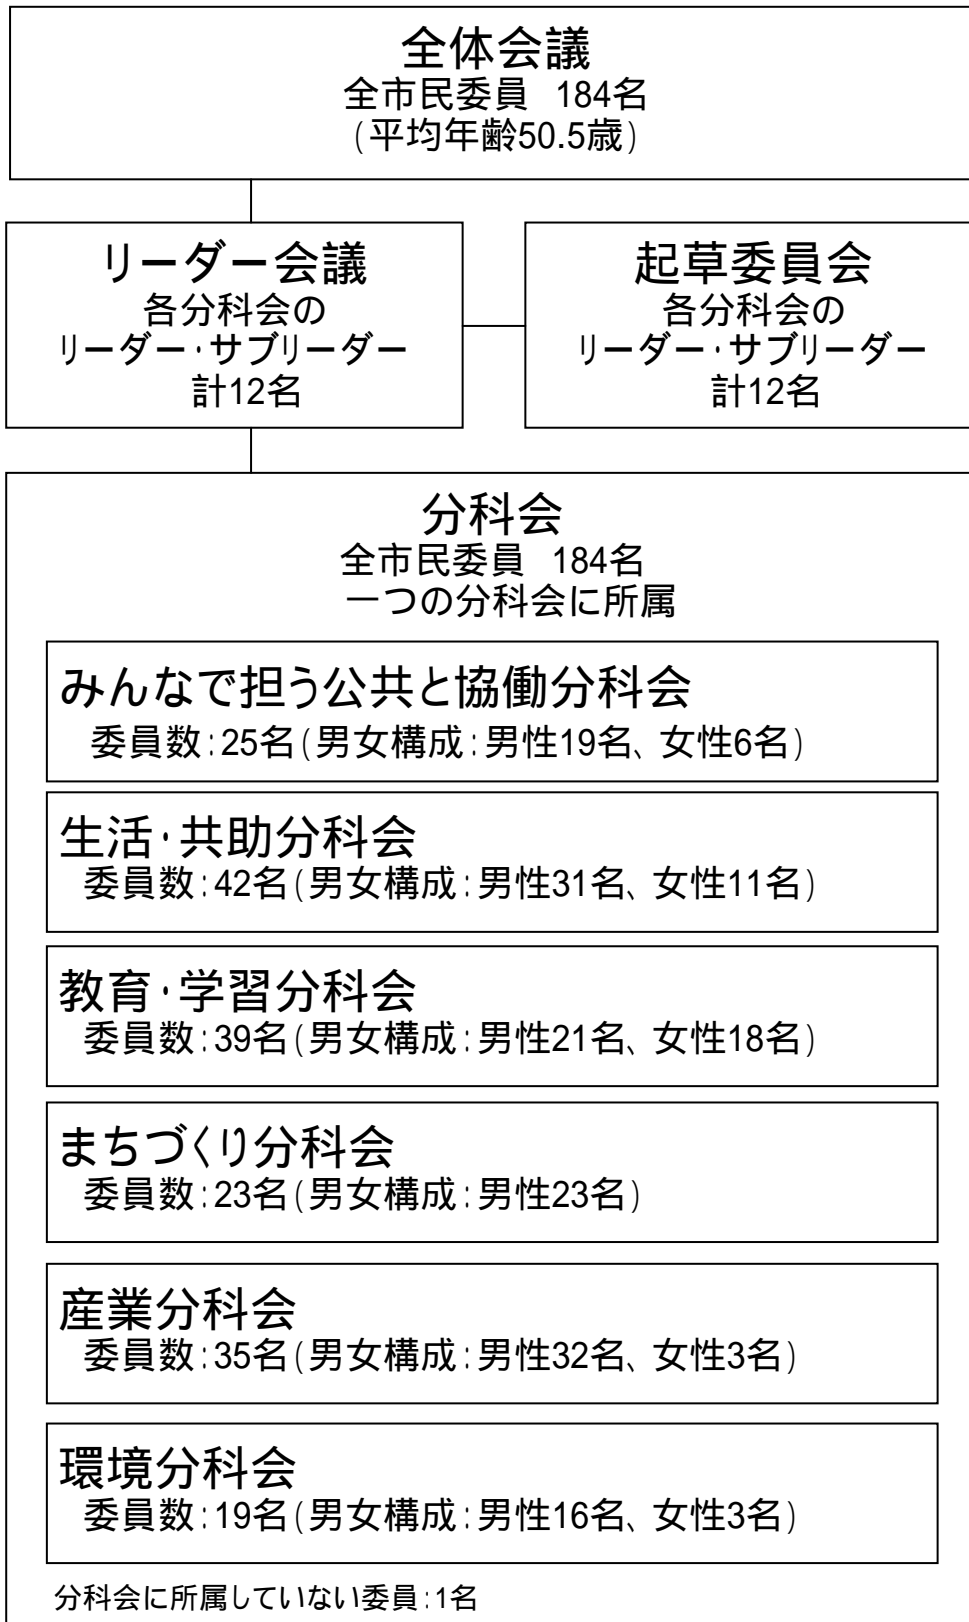 全体会議
全市民委員 184名
(平均年齢50.5歳)
リーダー会議
各分科会の
リーダー・サブリーダー
計12名
起草委員会
各分科会の
リーダー・サブリーダー
計12名
分科会
全市民委員 184名
一つの分科会に所属
みんなで担う公共と協働分科会
委員数:25名(男女構成:男性19名、女性6名)
生活・共助分科会
委員数:42名(男女構成:男性31名、女性11名)
教育・学習分科会
委員数:39名(男女構成:男性21名、女性18名)
まちづくり分科会
委員数:23名(男女構成:男性23名)
産業分科会
委員数:35名(男女構成:男性32名、女性3名)
環境分科会
委員数:19名(男女構成:男性16名、女性3名)
分科会に所属していない委員:1名